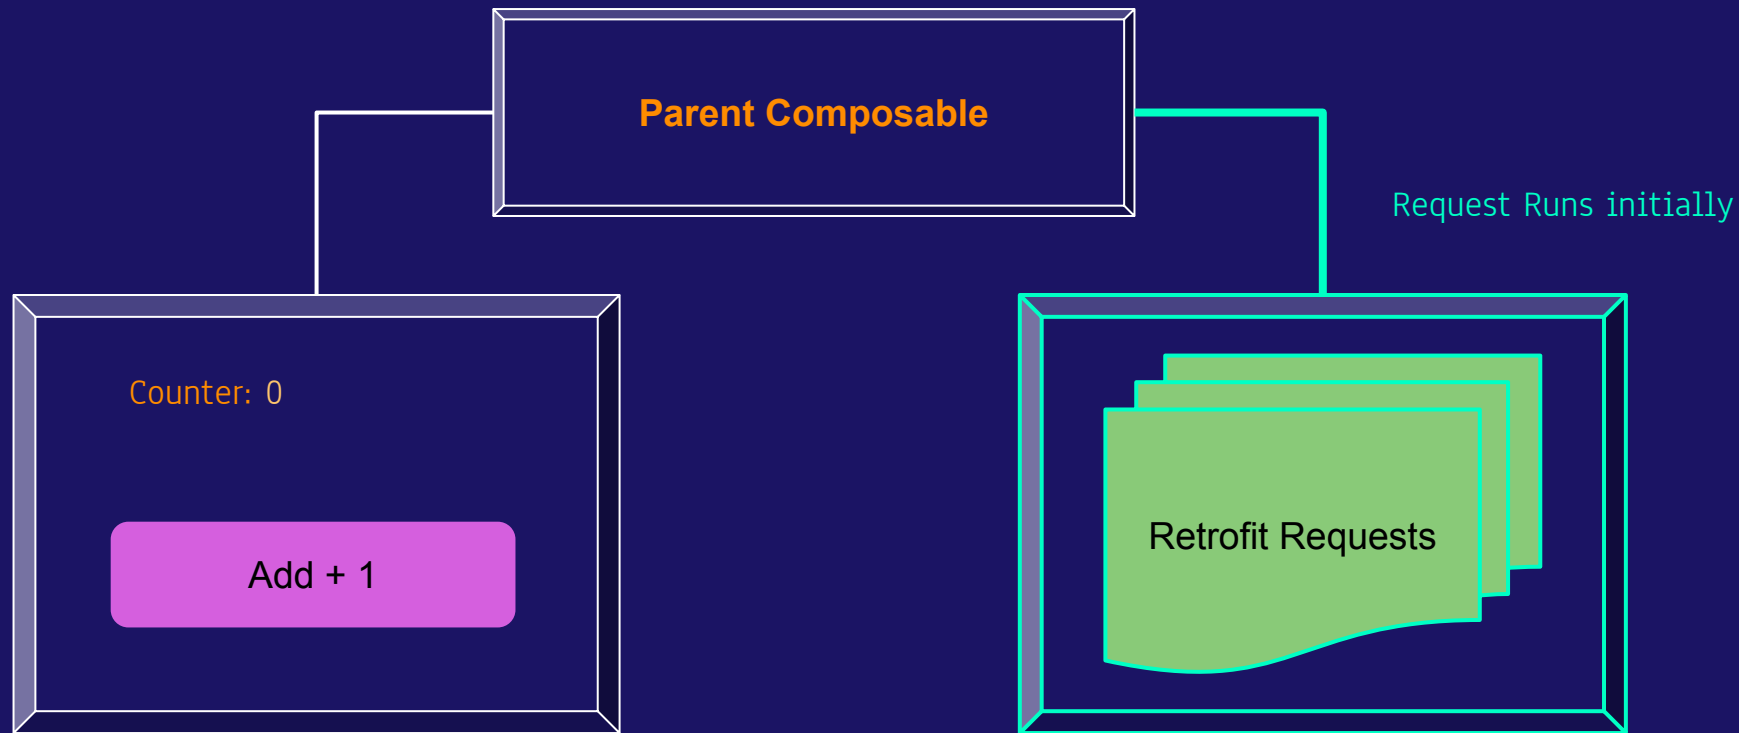 Parent Composable
Request Runs initially
Counter: 0
Add + 1
Retrofit Requests